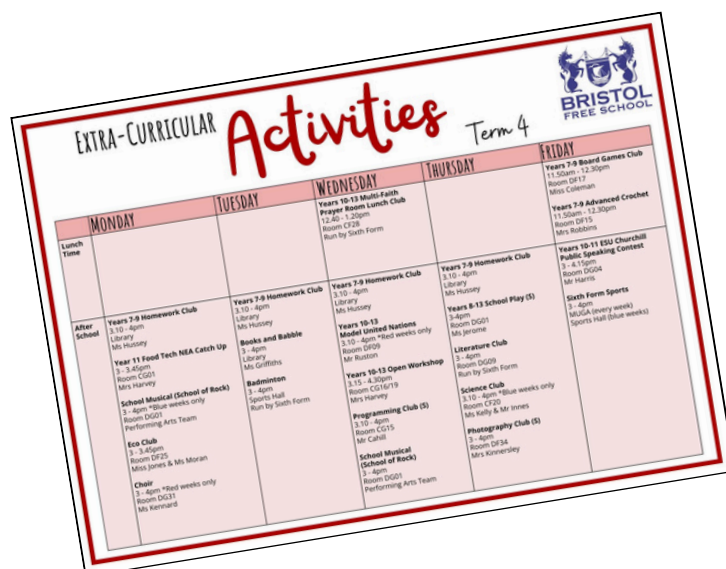 EXTRA-CURRICULAR
Activities
Term 4
BRISTOL
FREE SCHOOL
MONDAY
TUESDAY
WEDNESDAY
THURSDAY
FRIDAY
Lunch
Time
Years 10-13 Multi-Faith
Prayer Room Lunch Club
12.40 - 1.20pm
Room CF28
Run by Sixth Form
Years 7-9 Board Games Club
11.50am - 12.30pm
Room DF17
Miss Coleman
Years 7-9 Advanced Crochet
11.50am - 12.30pm
Room DF15
Mrs Robbins
After
School
Years 7-9 Homework Club
3.10 - 4pm
Library
Ms Hussey
Year 11 Food Tech NEA Catch Up
3 - 3.45pm
Room CG01
Mrs Harvey
School Musical (School of Rock)
3 - 4pm *Blue weeks only
Room DG01
Performing Arts Team
Eco Club
3 - 3.45pm
Room DF25
Miss Jones & Ms Moran
Choir
3 - 4pm *Red weeks only
Room DG31
Ms Kennard
Years 7-9 Homework Club
3.10 - 4pm
Library
Ms Hussey
Books and Babble
3 - 4pm
Library
Ms Griffiths
Badminton
3 - 4pm
Sports Hall
Run by Sixth Form
Years 7-9 Homework Club
3.10 - 4pm
Library
Ms Hussey
Years 10-13
Model United Nations
3.10 - 4pm *Red weeks only
Room DF09
Mr Ruston
Years 10-13 Open Workshop
3.15 - 4.30pm
Room CG16/19
Mrs Harvey
Programming Club (S)
3.10 - 4pm
Room CG15
Mr Cahill
School Musical
(School of Rock)
3 - 4pm
Room DG01
Performing Arts Team
Years 7-9 Homework Club
3.10 - 4pm
Library
Ms Hussey
Years 8-13 School Play (S)
3-4pm
Room DG01
Ms Jerome
Literature Club
3 - 4pm
Room DG09
Run by Sixth Form
Science Club
3.10 - 4pm *Blue weeks only
Room CF20
Ms Kelly & Mr Innes
Photography Club (S)
3 - 4pm
Room DF34
Mrs Kinnersley
Years 10-11 ESU Churchill
Public Speaking Contest
3 - 4.15pm
Room DG04
Mr Harris
Sixth Form Sports
3 - 4pm
MUGA (every week)
Sports Hall (blue weeks)